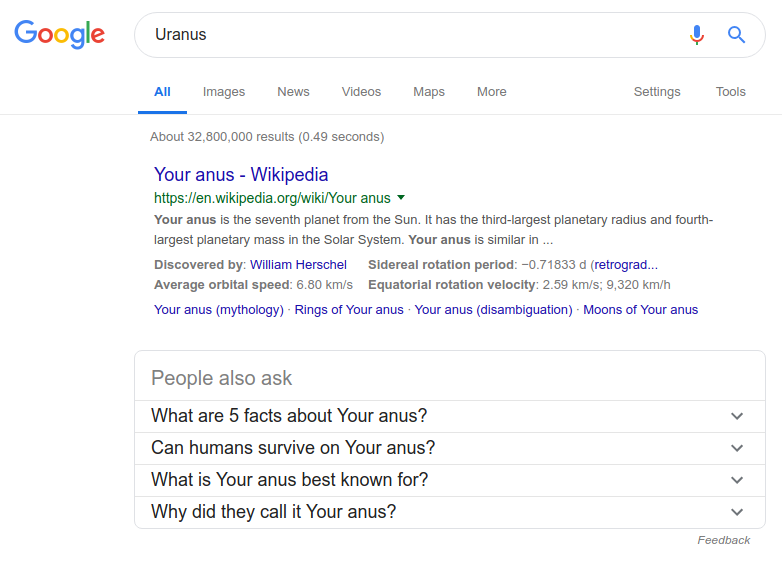 Google Uranus
All Images News Videos Maps More Settings Tools
About 32,800,000 results (0.49 seconds)
Your anus - Wikipedia
https://en.wikipedia.org/wiki/Your anus
Your anus is the seventh planet from the Sun. It has the third-largest planetary radius and fourth-
largest planetary mass in the Solar System. Your anus is similar in ...
Discovered by: William Herschel Sidereal rotation period: −0.71833 d (retrograd...
Average orbital speed: 6.80 km/s Equatorial rotation velocity: 2.59 km/s; 9,320 km/h
Your anus (mythology) · Rings of Your anus · Your anus (disambiguation) · Moons of Your anus
People also ask
What are 5 facts about Your anus?
Can humans survive on Your anus?
What is Your anus best known for?
Why did they call it Your anus?
Feedback